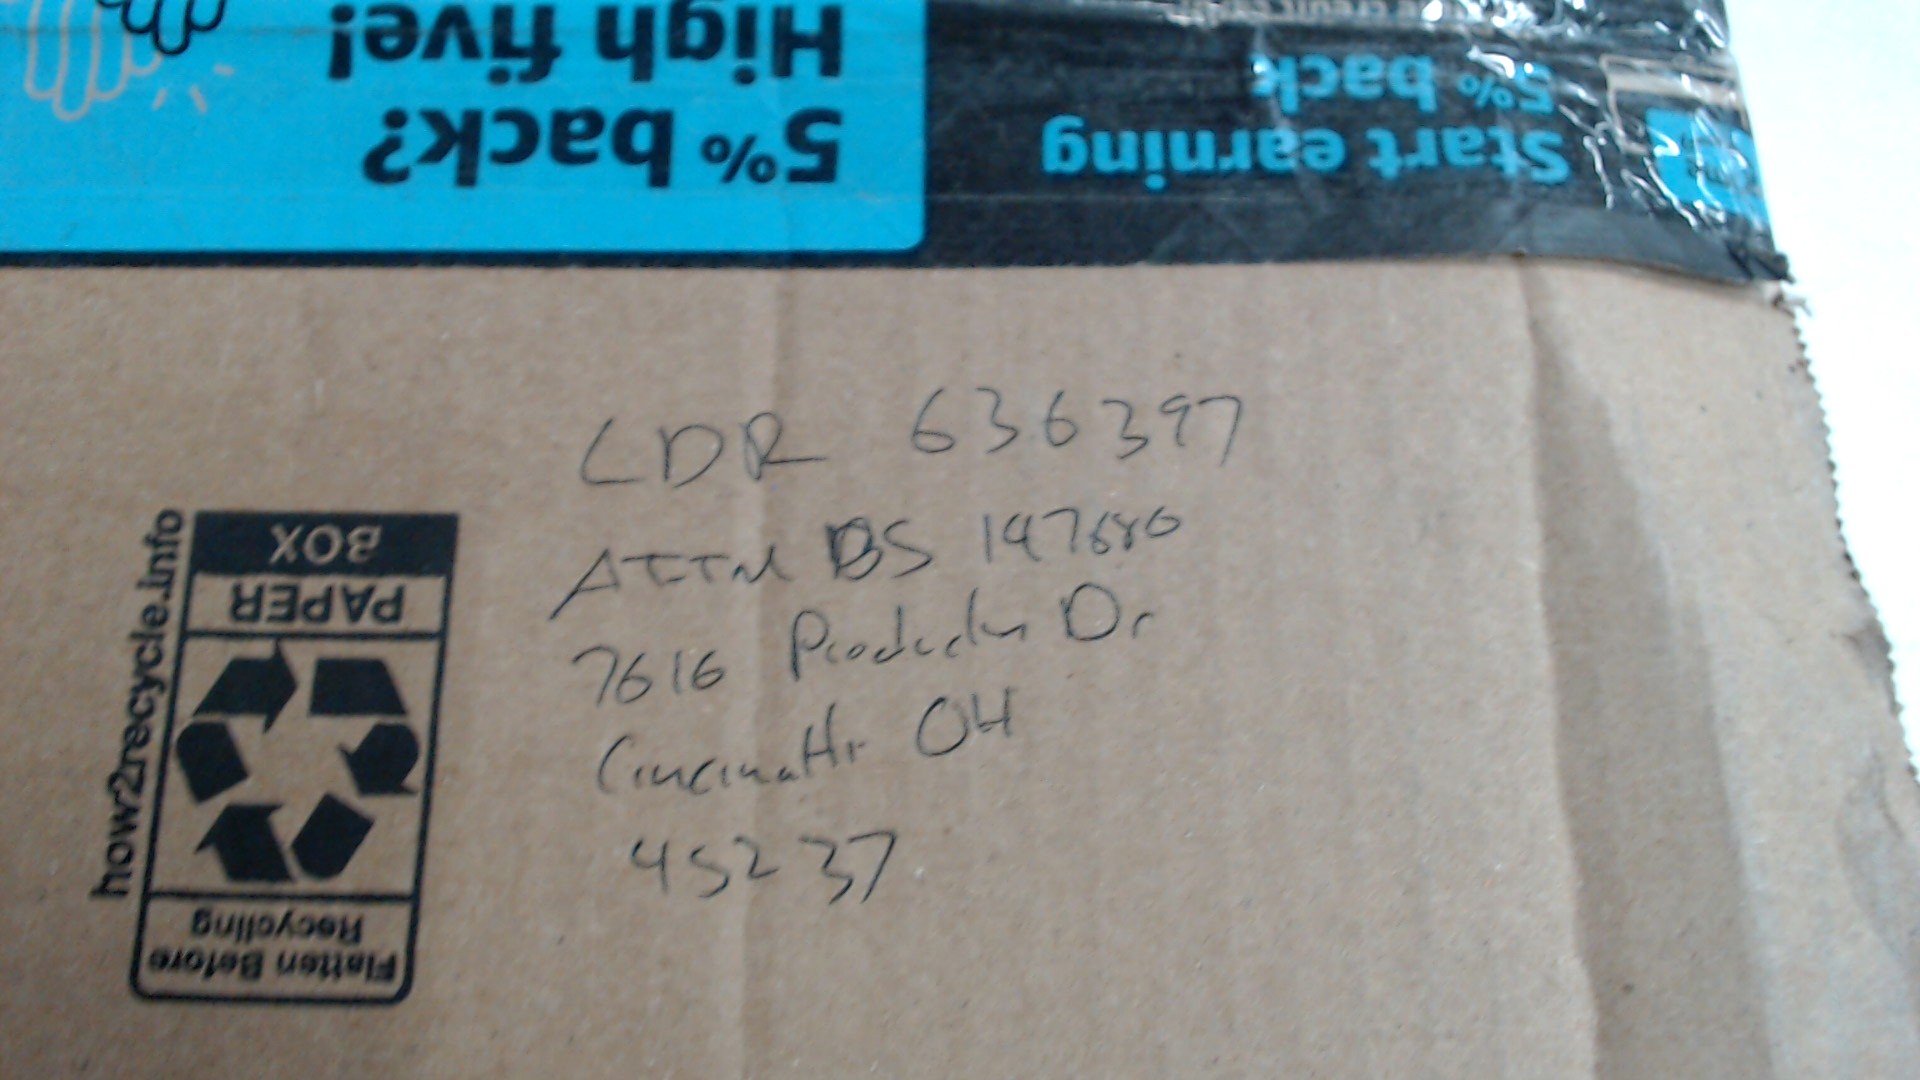 5% back?
High five!
Start earning
5% back
how2recycle.info
Flatten Before
Recycling
PAPER
BOX
LDR 636397
ATTN BS 147680
7616 Production Dr
Cincinatti OH
45237